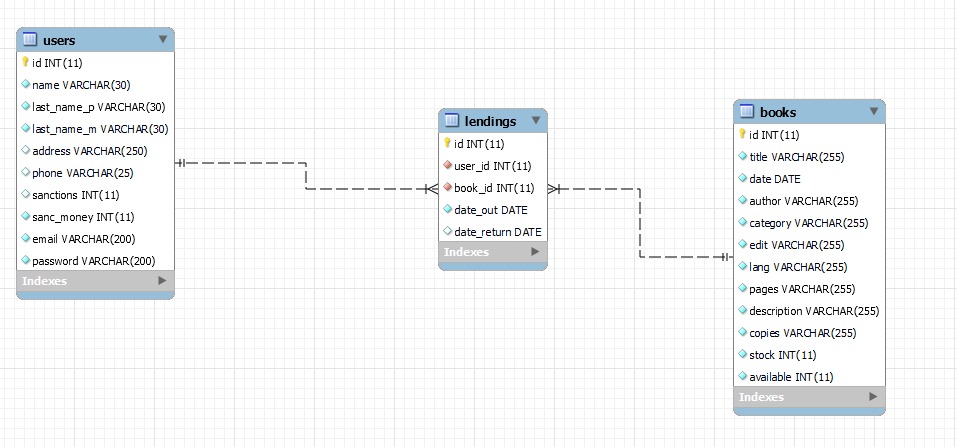 users
id INT(11)
name VARCHAR(30)
last_name_p VARCHAR(30)
last_name_m VARCHAR(30)
address VARCHAR(250)
phone VARCHAR(25)
sanctions INT(11)
sanc_money INT(11)
email VARCHAR(200)
password VARCHAR(200)
Indexes
lendings
id INT(11)
user_id INT(11)
book_id INT(11)
date_out DATE
date_return DATE
Indexes
books
id INT(11)
title VARCHAR(255)
date DATE
author VARCHAR(255)
category VARCHAR(255)
edit VARCHAR(255)
lang VARCHAR(255)
pages VARCHAR(255)
description VARCHAR(255)
copies VARCHAR(255)
stock INT(11)
available INT(11)
Indexes